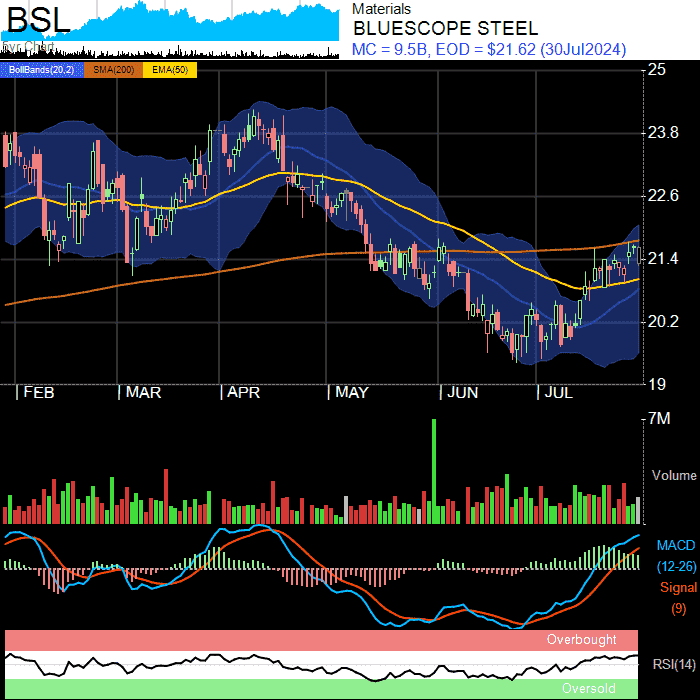 BSL
Materials
BLUESCOPE STEEL
MC = 9.5B, EOD = $21.62 (30Jul2024)
BollBands(20,2) SMA(200) EMA(50)
25
23.8
22.6
21.4
20.2
19
| FEB | MAR | APR | MAY | JUN | JUL
7M
Volume
MACD
(12-26)
Signal
(9)
Overbought
RSI(14)
Oversold